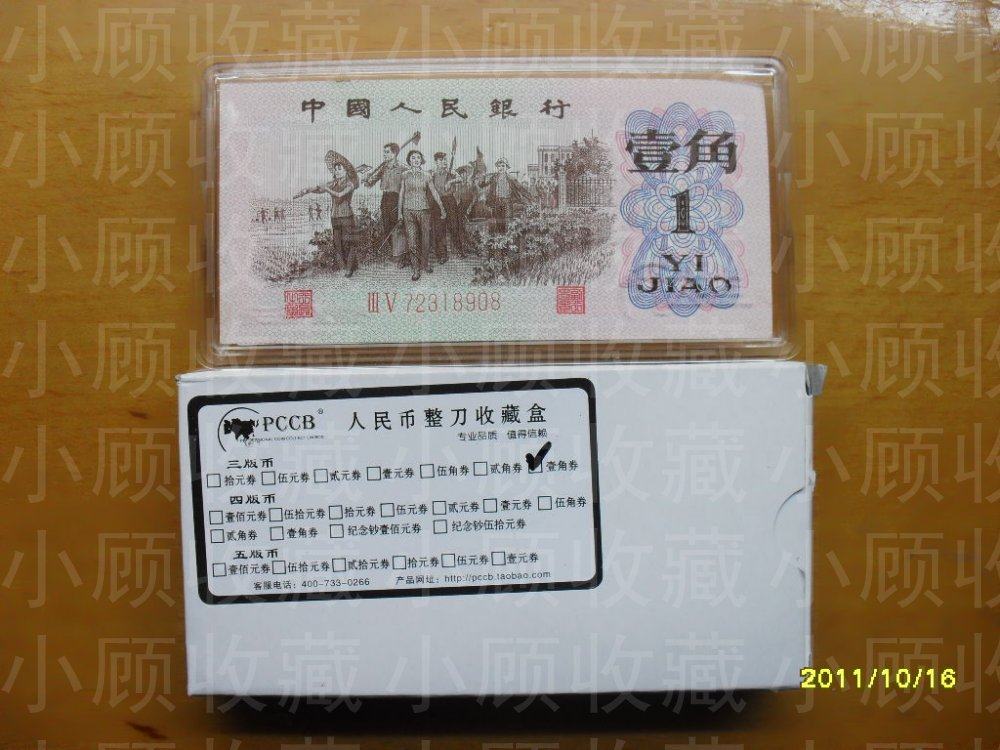 中國人民銀行
壹角
1
YI
JIAO
ⅢⅤ72318908
PCCB® 人民币整刀收藏盒
专业品质 值得信赖
三版币
□拾元券 □伍元券 □贰元券 □壹元券 □伍角券 □贰角券 ✓壹角券
四版币
□壹佰元券 □伍拾元券 □拾元券 □伍元券 □贰元券 □壹元券 □伍角券
□贰角券 □壹角券 □纪念钞壹佰元券 □纪念钞伍拾元券
五版币
□壹佰元券 □伍拾元券 □贰拾元券 □拾元券 □伍元券 □壹元券
客服电话：400-733-0266 产品网址：http://pccb.taobao.com
2011/10/16
小顾收藏